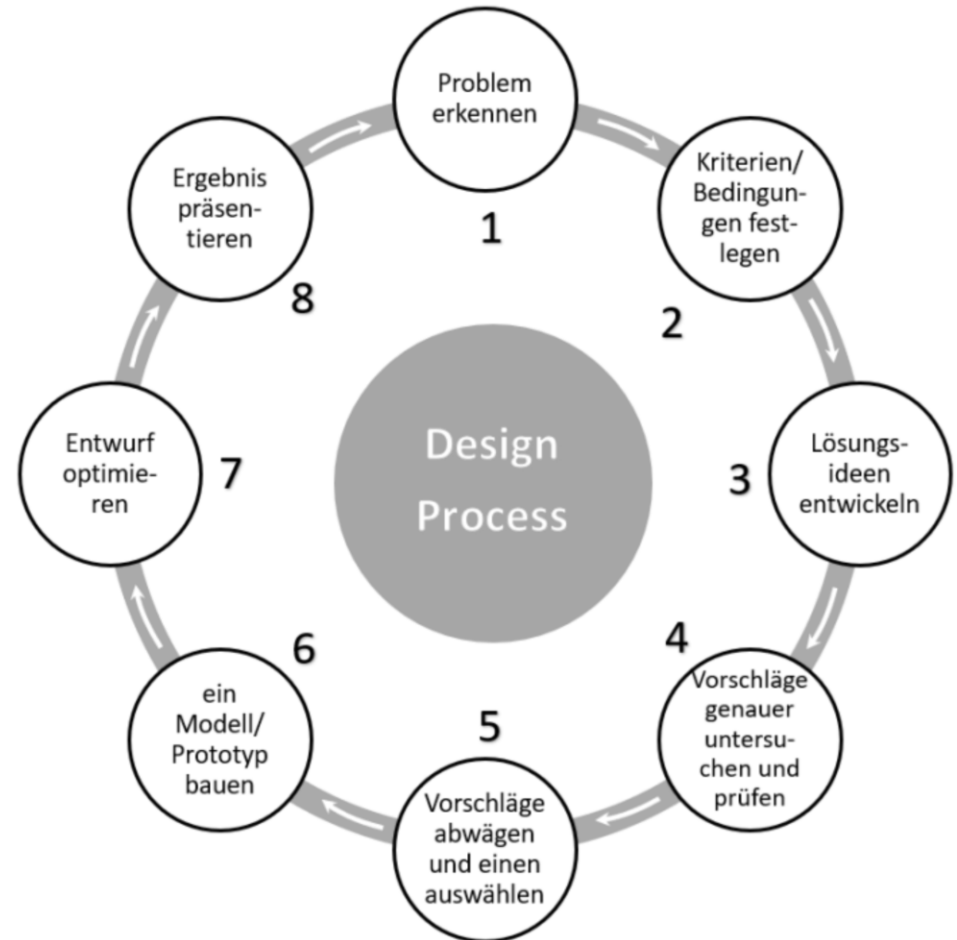 Problem
erkennen
1
Kriterien/
Bedingun-
gen fest-
legen
2
Lösungs-
ideen
entwickeln
3
4
Vorschläge
genauer
untersu-
chen und
prüfen
5
Vorschläge
abwägen
und einen
auswählen
6
ein
Modell/
Prototyp
bauen
Entwurf
optimie-
ren
7
Ergebnis
präsen-
tieren
8
Design
Process